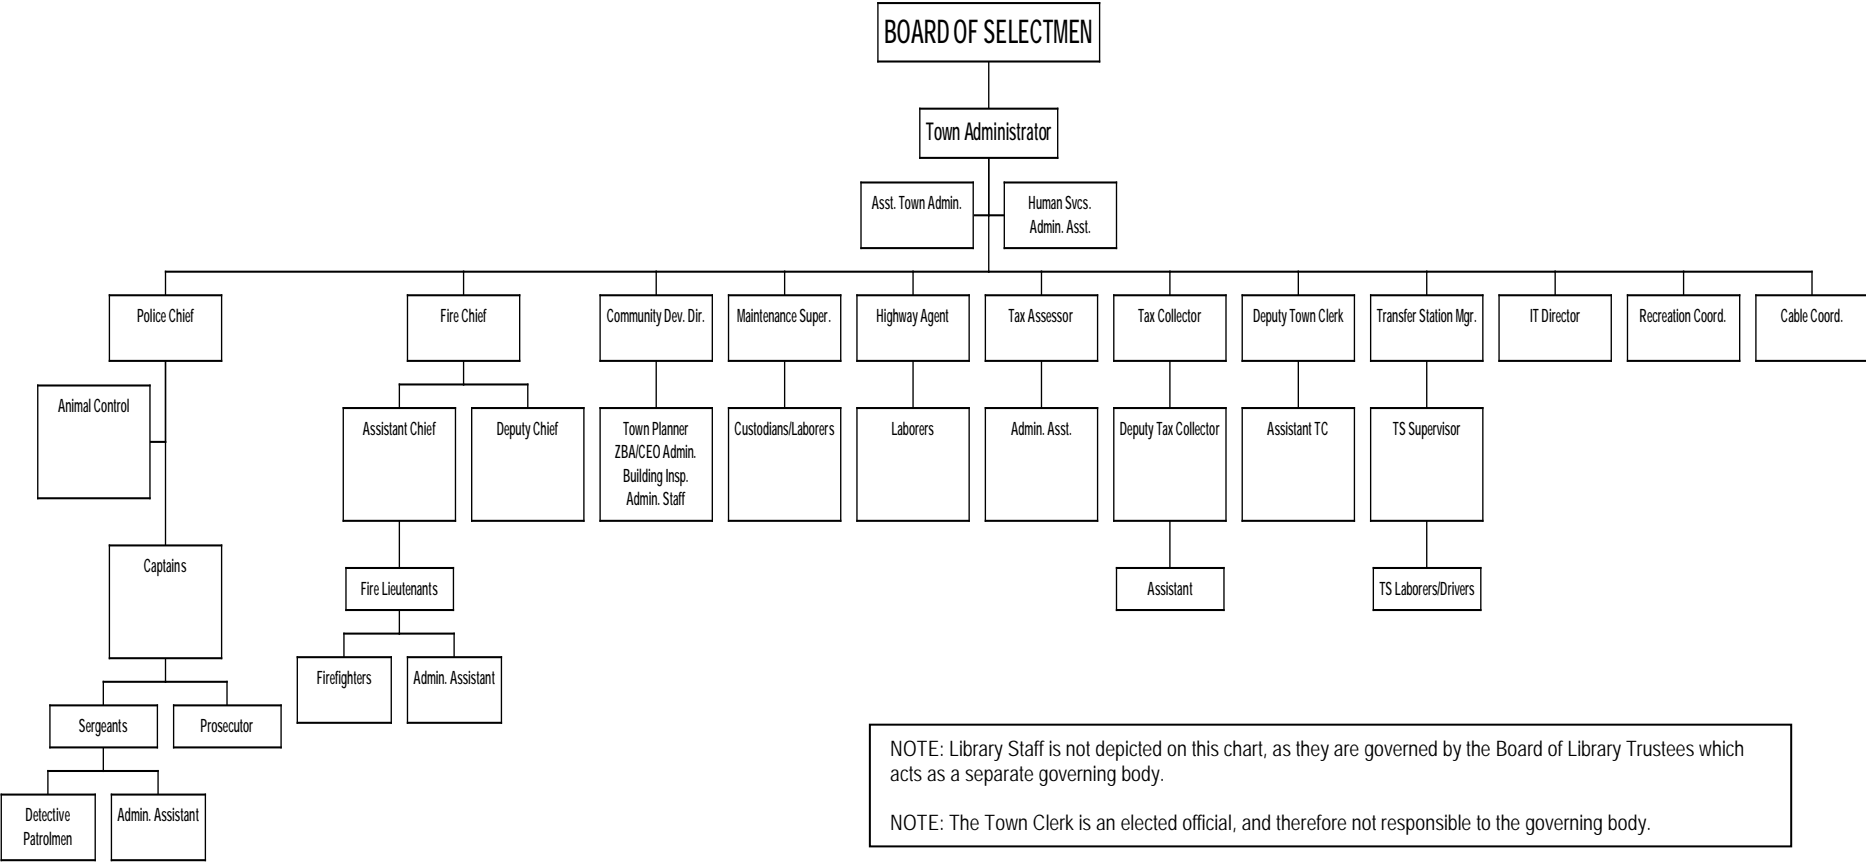 BOARD OF SELECTMEN
Town Administrator
Asst. Town Admin.
Human Svcs.
Admin. Asst.
Police Chief
Fire Chief
Community Dev. Dir.
Maintenance Super.
Highway Agent
Tax Assessor
Tax Collector
Deputy Town Clerk
Transfer Station Mgr.
IT Director
Recreation Coord.
Cable Coord.
Animal Control
Assistant Chief
Deputy Chief
Town Planner
ZBA/CEO Admin.
Building Insp.
Admin. Staff
Custodians/Laborers
Laborers
Admin. Asst.
Deputy Tax Collector
Assistant TC
TS Supervisor
Captains
Fire Lieutenants
Assistant
TS Laborers/Drivers
Firefighters
Admin. Assistant
Sergeants
Prosecutor
Detective
Patrolmen
Admin. Assistant
NOTE: Library Staff is not depicted on this chart, as they are governed by the Board of Library Trustees which
acts as a separate governing body.
NOTE: The Town Clerk is an elected official, and therefore not responsible to the governing body.